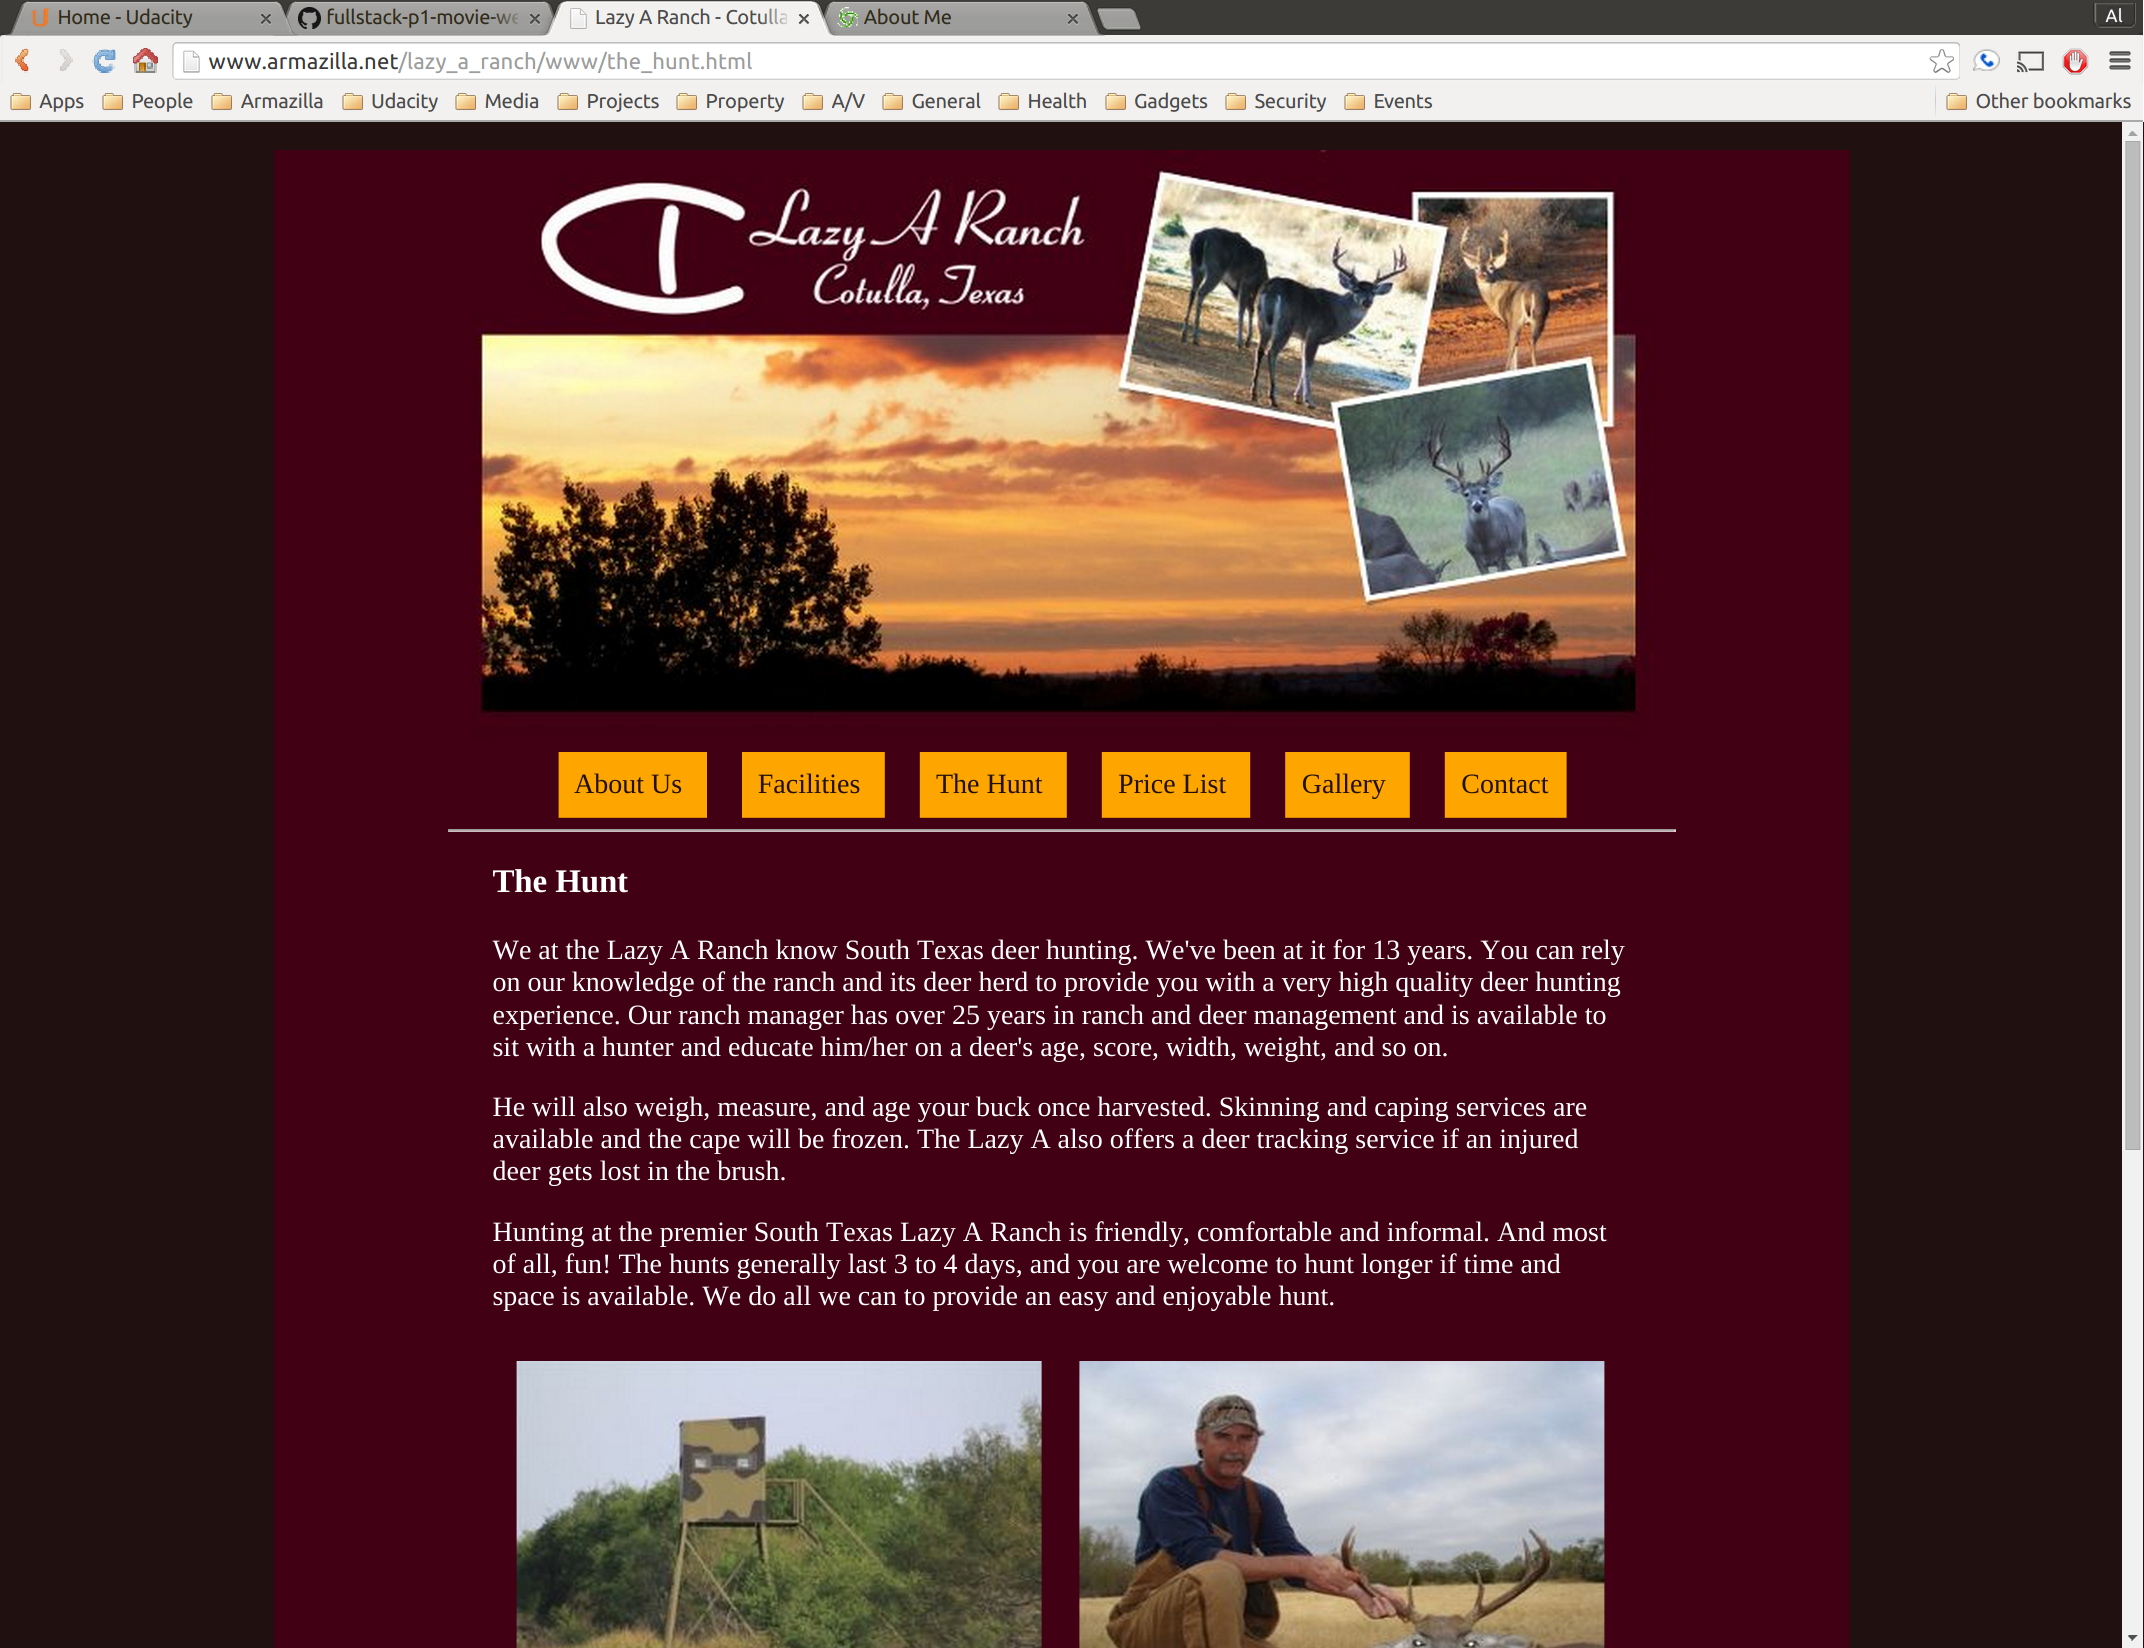 Home - Udacity
fullstack-p1-movie-we
Lazy A Ranch - Cotulla
About Me
Al
www.armazilla.net/lazy_a_ranch/www/the_hunt.html
Apps People Armazilla Udacity Media Projects Property A/V General Health Gadgets Security Events Other bookmarks
Lazy A Ranch
Cotulla, Texas
About Us Facilities The Hunt Price List Gallery Contact
The Hunt
We at the Lazy A Ranch know South Texas deer hunting. We've been at it for 13 years. You can rely
on our knowledge of the ranch and its deer herd to provide you with a very high quality deer hunting
experience. Our ranch manager has over 25 years in ranch and deer management and is available to
sit with a hunter and educate him/her on a deer's age, score, width, weight, and so on.
He will also weigh, measure, and age your buck once harvested. Skinning and caping services are
available and the cape will be frozen. The Lazy A also offers a deer tracking service if an injured
deer gets lost in the brush.
Hunting at the premier South Texas Lazy A Ranch is friendly, comfortable and informal. And most
of all, fun! The hunts generally last 3 to 4 days, and you are welcome to hunt longer if time and
space is available. We do all we can to provide an easy and enjoyable hunt.